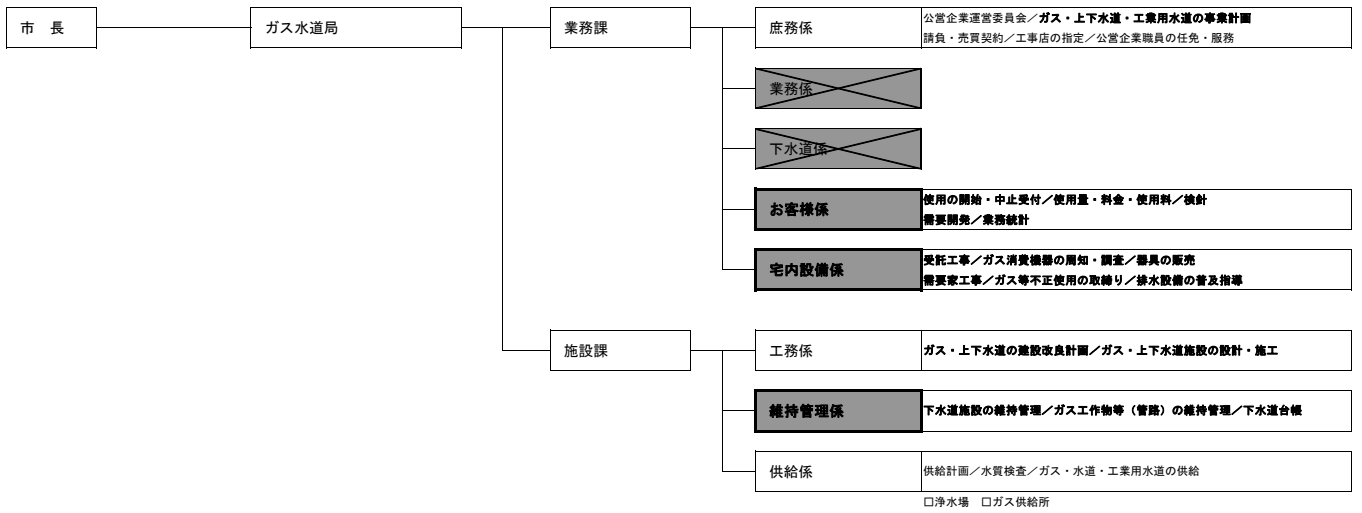 市　長
ガス水道局
業務課
庶務係
公営企業運営委員会／ガス・上下水道・工業用水道の事業計画
請負・売買契約／工事店の指定／公営企業職員の任免・服務
業務係
下水道係
お客様係
使用の開始・中止受付／使用量・料金・使用料／検針
需要開発／業務統計
宅内設備係
受託工事／ガス消費機器の周知・調査／器具の販売
需要家工事／ガス等不正使用の取締り／排水設備の普及指導
施設課
工務係
ガス・上下水道の建設改良計画／ガス・上下水道施設の設計・施工
維持管理係
下水道施設の維持管理／ガス工作物等（管路）の維持管理／下水道台帳
供給係
供給計画／水質検査／ガス・水道・工業用水道の供給
□浄水場　□ガス供給所